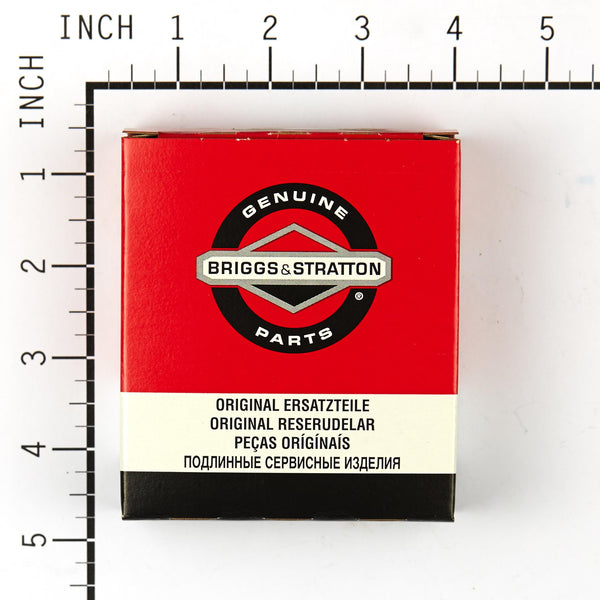 INCH 1 2 3 4 5
INCH
1
2
3
4
5
GENUINE
BRIGGS & STRATTON
®
PARTS
ORIGINAL ERSATZTEILE
ORIGINAL RESERUDELAR
PEÇAS ORÍGÍNAÍS
ПОДЛИННЫЕ СЕРВИСНЫЕ ИЗДЕЛИЯ